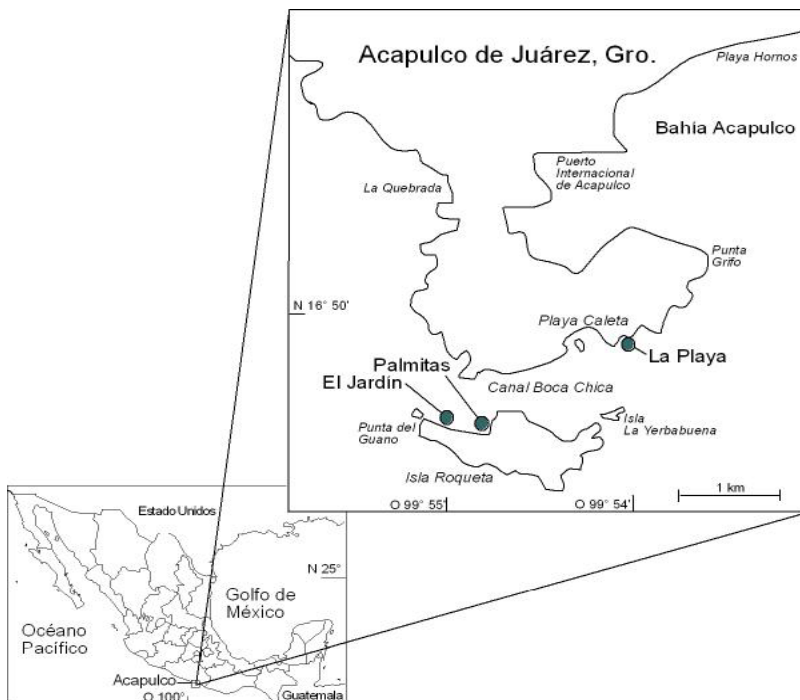 Acapulco de Juárez, Gro.
Playa Hornos
Bahía Acapulco
Puerto
Internacional
de Acapulco
La Quebrada
Punta
Grifo
N 16° 50'
Playa Caleta
La Playa
Palmitas
El Jardín
Canal Boca Chica
Punta del
Guano
Isla
La Yerbabuena
Isla Roqueta
1 km
O 99° 55'
O 99° 54'
Estado Unidos
N 25°
Golfo de
México
Océano
Pacífico
Acapulco
O 100°
Guatemala